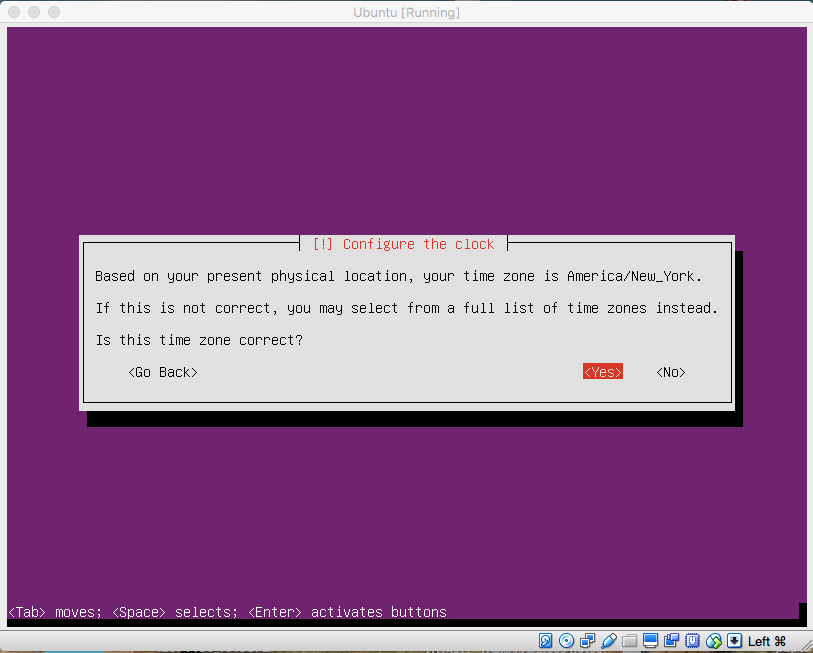 Ubuntu [Running]
[!] Configure the clock
Based on your present physical location, your time zone is America/New_York.
If this is not correct, you may select from a full list of time zones instead.
Is this time zone correct?
<Go Back> <Yes> <No>
<Tab> moves; <Space> selects; <Enter> activates buttons
Left ⌘